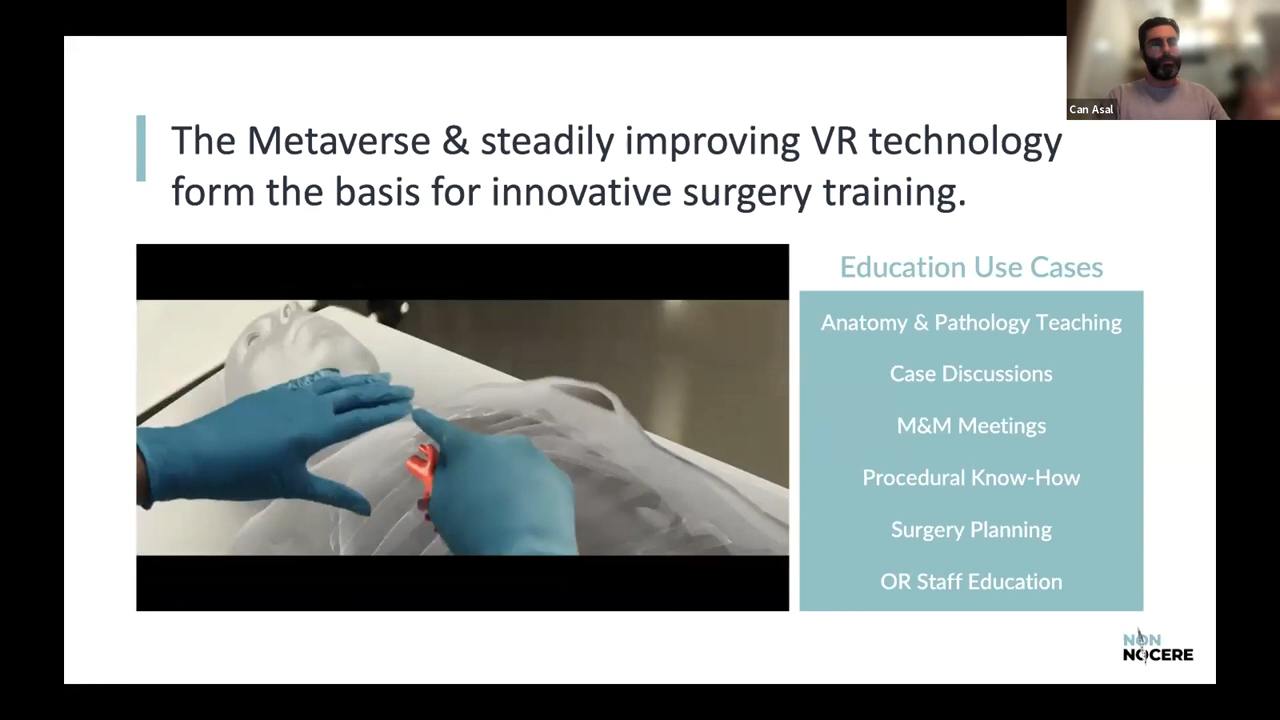 Can Asal
The Metaverse & steadily improving VR technology
form the basis for innovative surgery training.
Education Use Cases
Anatomy & Pathology Teaching
Case Discussions
M&M Meetings
Procedural Know-How
Surgery Planning
OR Staff Education
NON
NOCERE